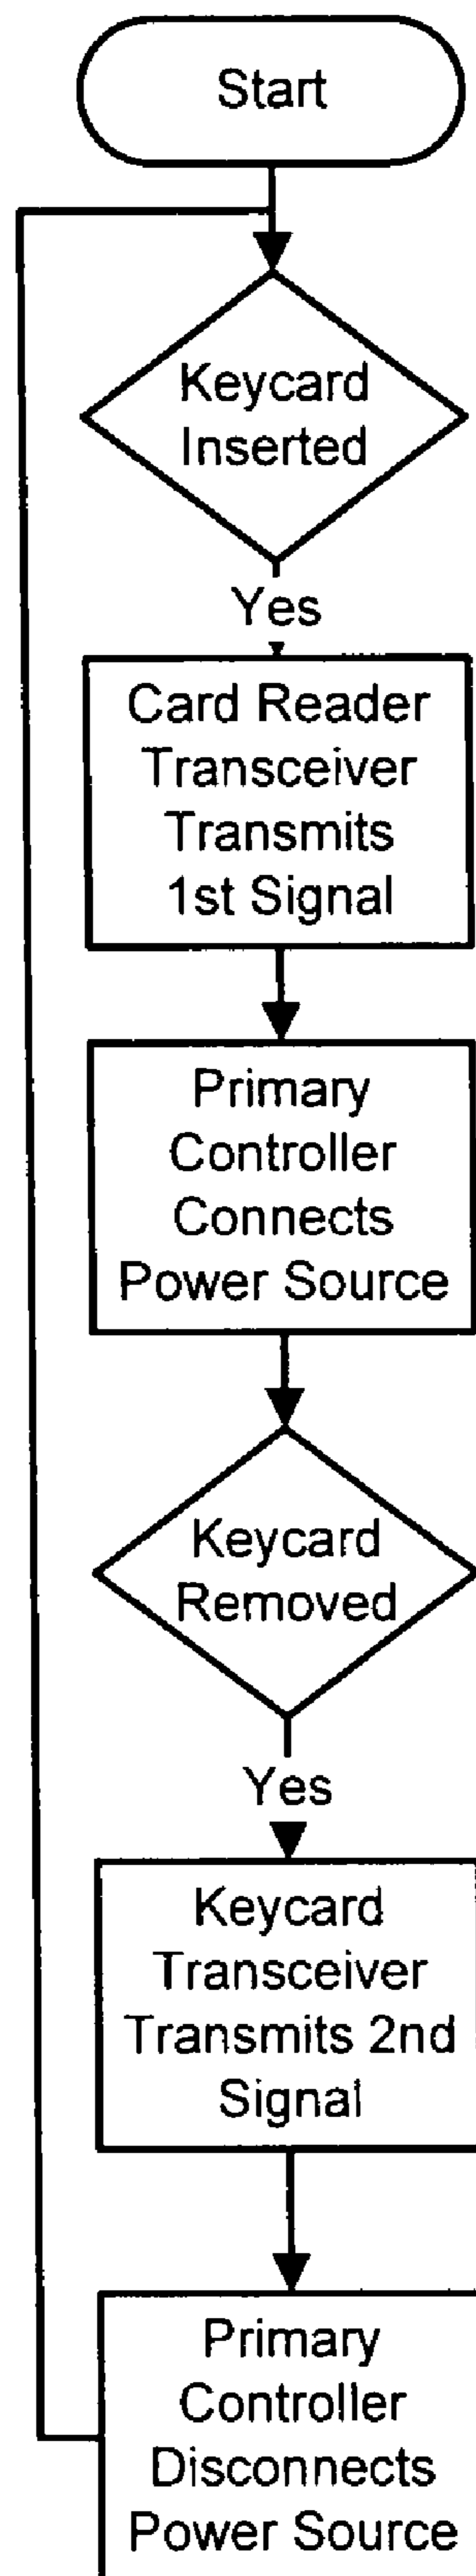 Start
Keycard
Inserted
Yes
Card Reader
Transceiver
Transmits
1st Signal
Primary
Controller
Connects
Power Source
Keycard
Removed
Yes
Keycard
Transceiver
Transmits 2nd
Signal
Primary
Controller
Disconnects
Power Source